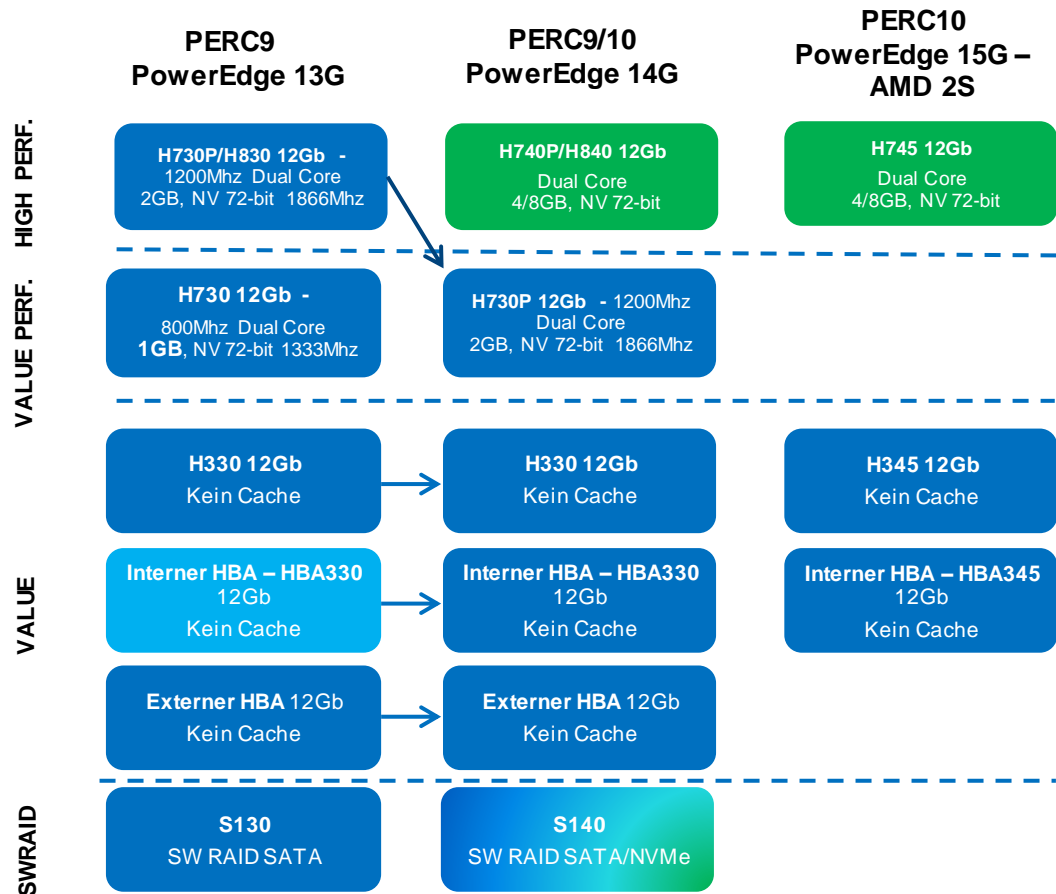 PERC9
PowerEdge 13G
PERC9/10
PowerEdge 14G
PERC10
PowerEdge 15G –
AMD 2S
HIGH PERF.
H730P/H830 12Gb -
1200Mhz Dual Core
2GB, NV 72-bit 1866Mhz
H740P/H840 12Gb
Dual Core
4/8GB, NV 72-bit
H745 12Gb
Dual Core
4/8GB, NV 72-bit
VALUE PERF.
H730 12Gb -
800Mhz Dual Core
1GB, NV 72-bit 1333Mhz
H730P 12Gb - 1200Mhz
Dual Core
2GB, NV 72-bit 1866Mhz
VALUE
H330 12Gb
Kein Cache
H330 12Gb
Kein Cache
H345 12Gb
Kein Cache
Interner HBA – HBA330
12Gb
Kein Cache
Interner HBA – HBA330
12Gb
Kein Cache
Interner HBA – HBA345
12Gb
Kein Cache
Externer HBA 12Gb
Kein Cache
Externer HBA 12Gb
Kein Cache
SWRAID
S130
SW RAID SATA
S140
SW RAID SATA/NVMe